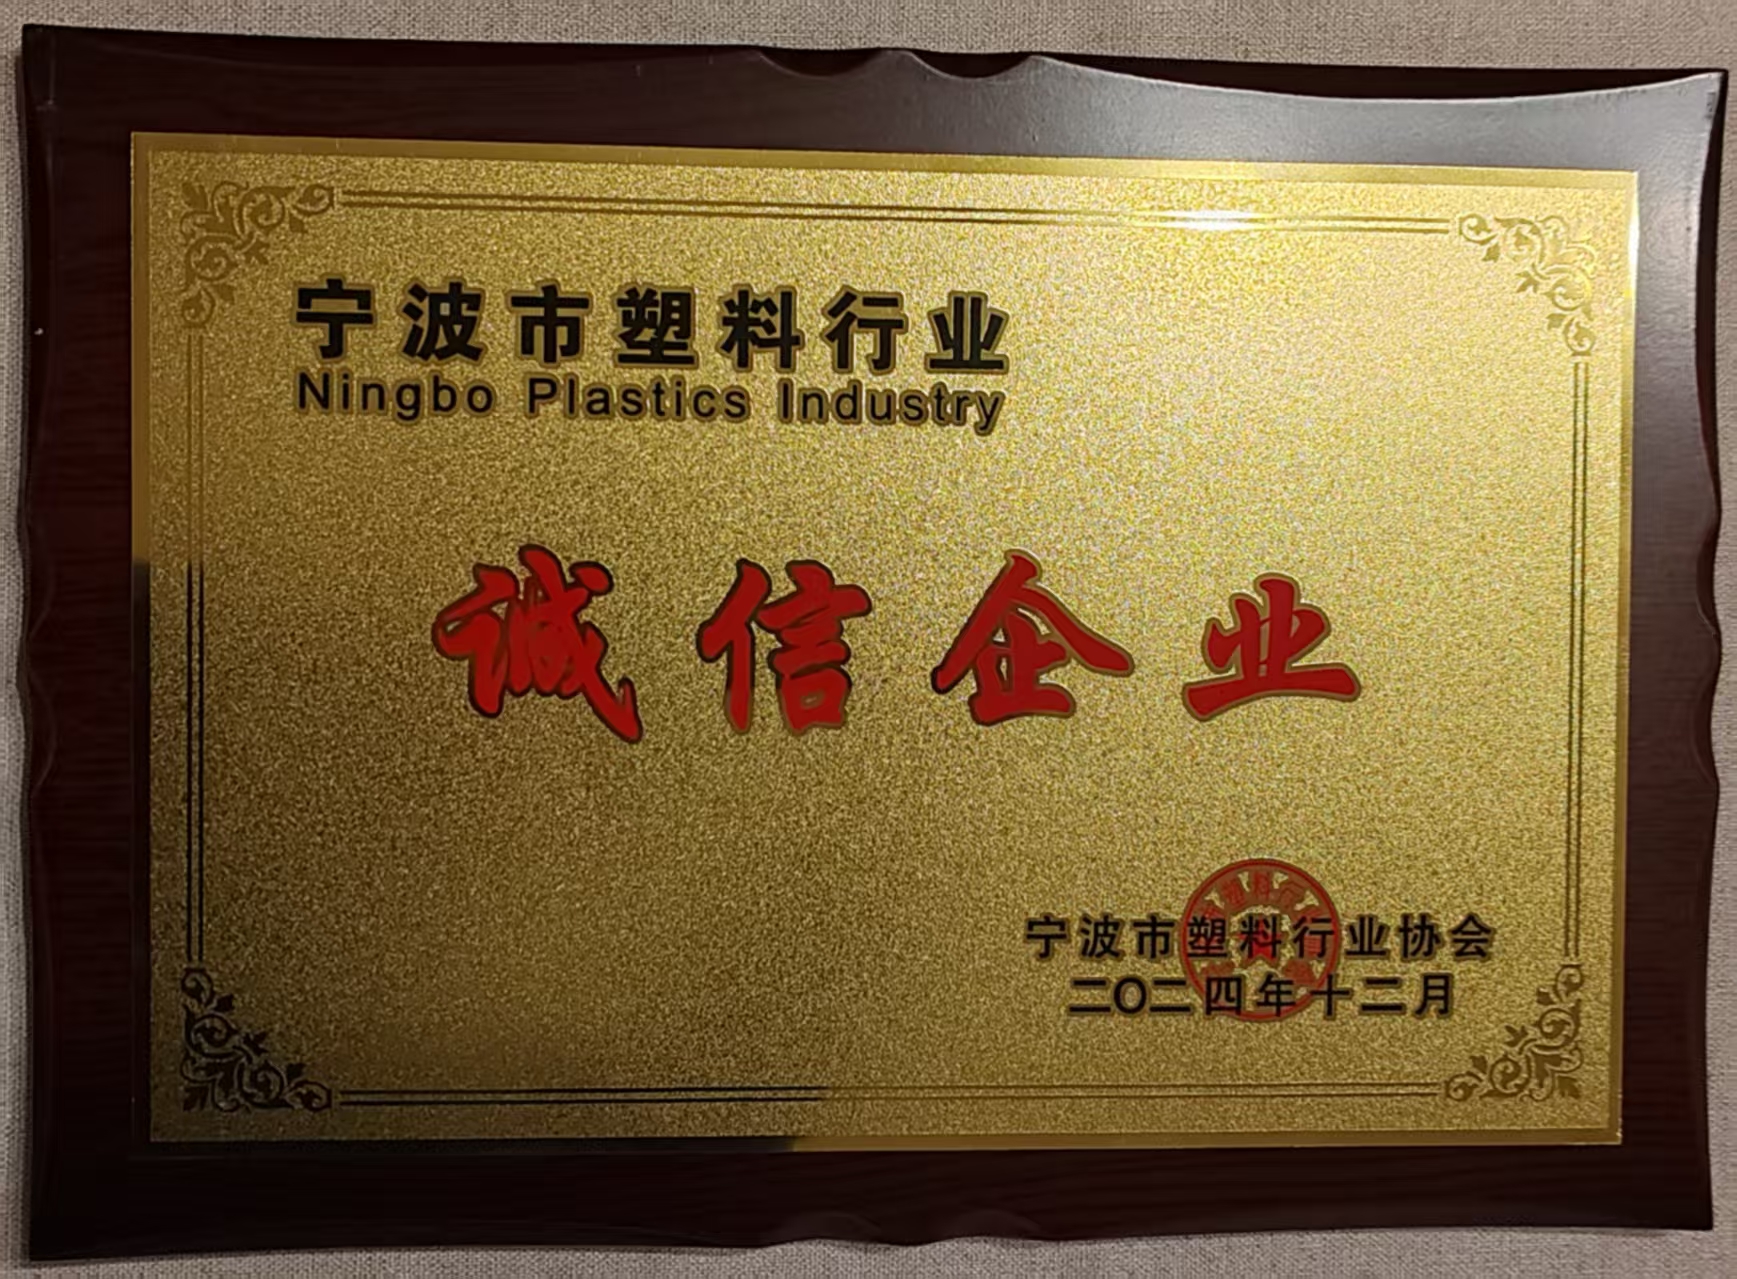 宁波市塑料行业
Ningbo Plastics Industry
诚信企业
宁波市塑料行业协会
二〇二四年十二月